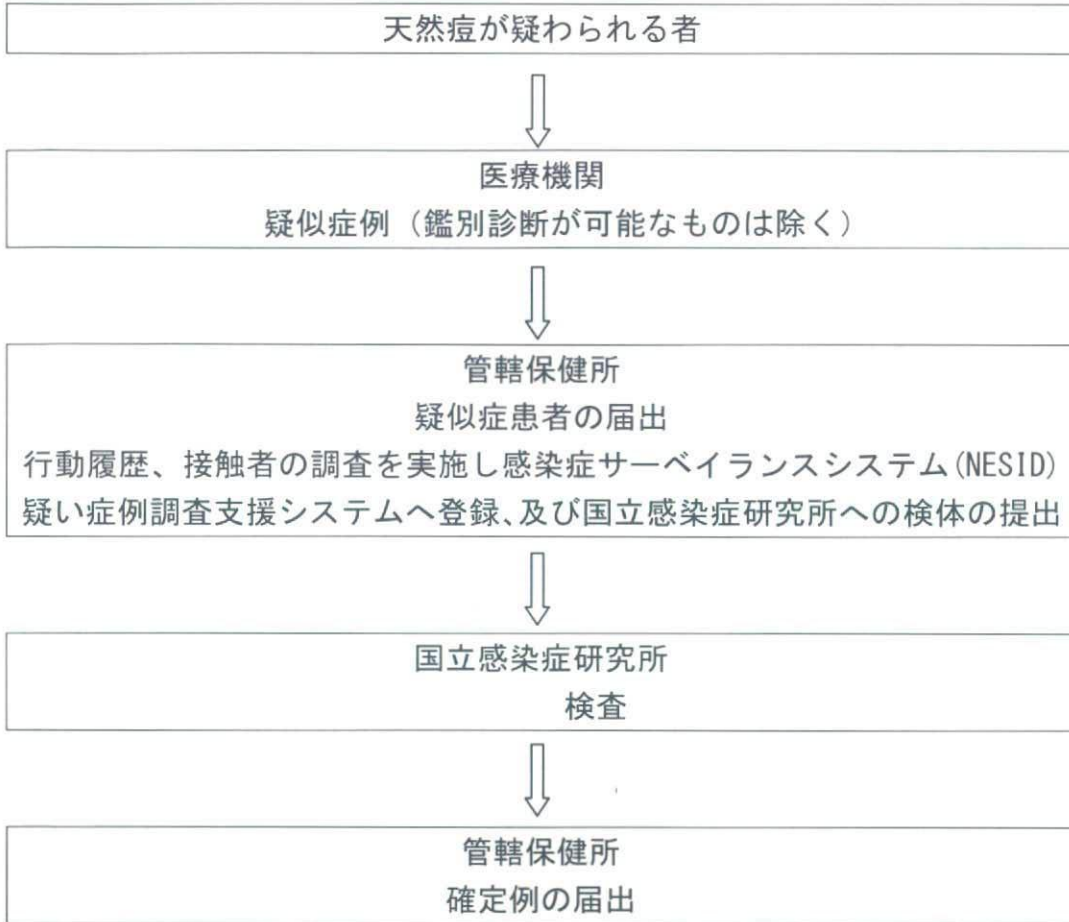 天然痘が疑われる者
医療機関
疑似症例（鑑別診断が可能なものは除く）
管轄保健所
疑似症患者の届出
行動履歴、接触者の調査を実施し感染症サーベイランスシステム(NESID)
疑い症例調査支援システムへ登録、及び国立感染症研究所への検体の提出
国立感染症研究所
検査
管轄保健所
確定例の届出